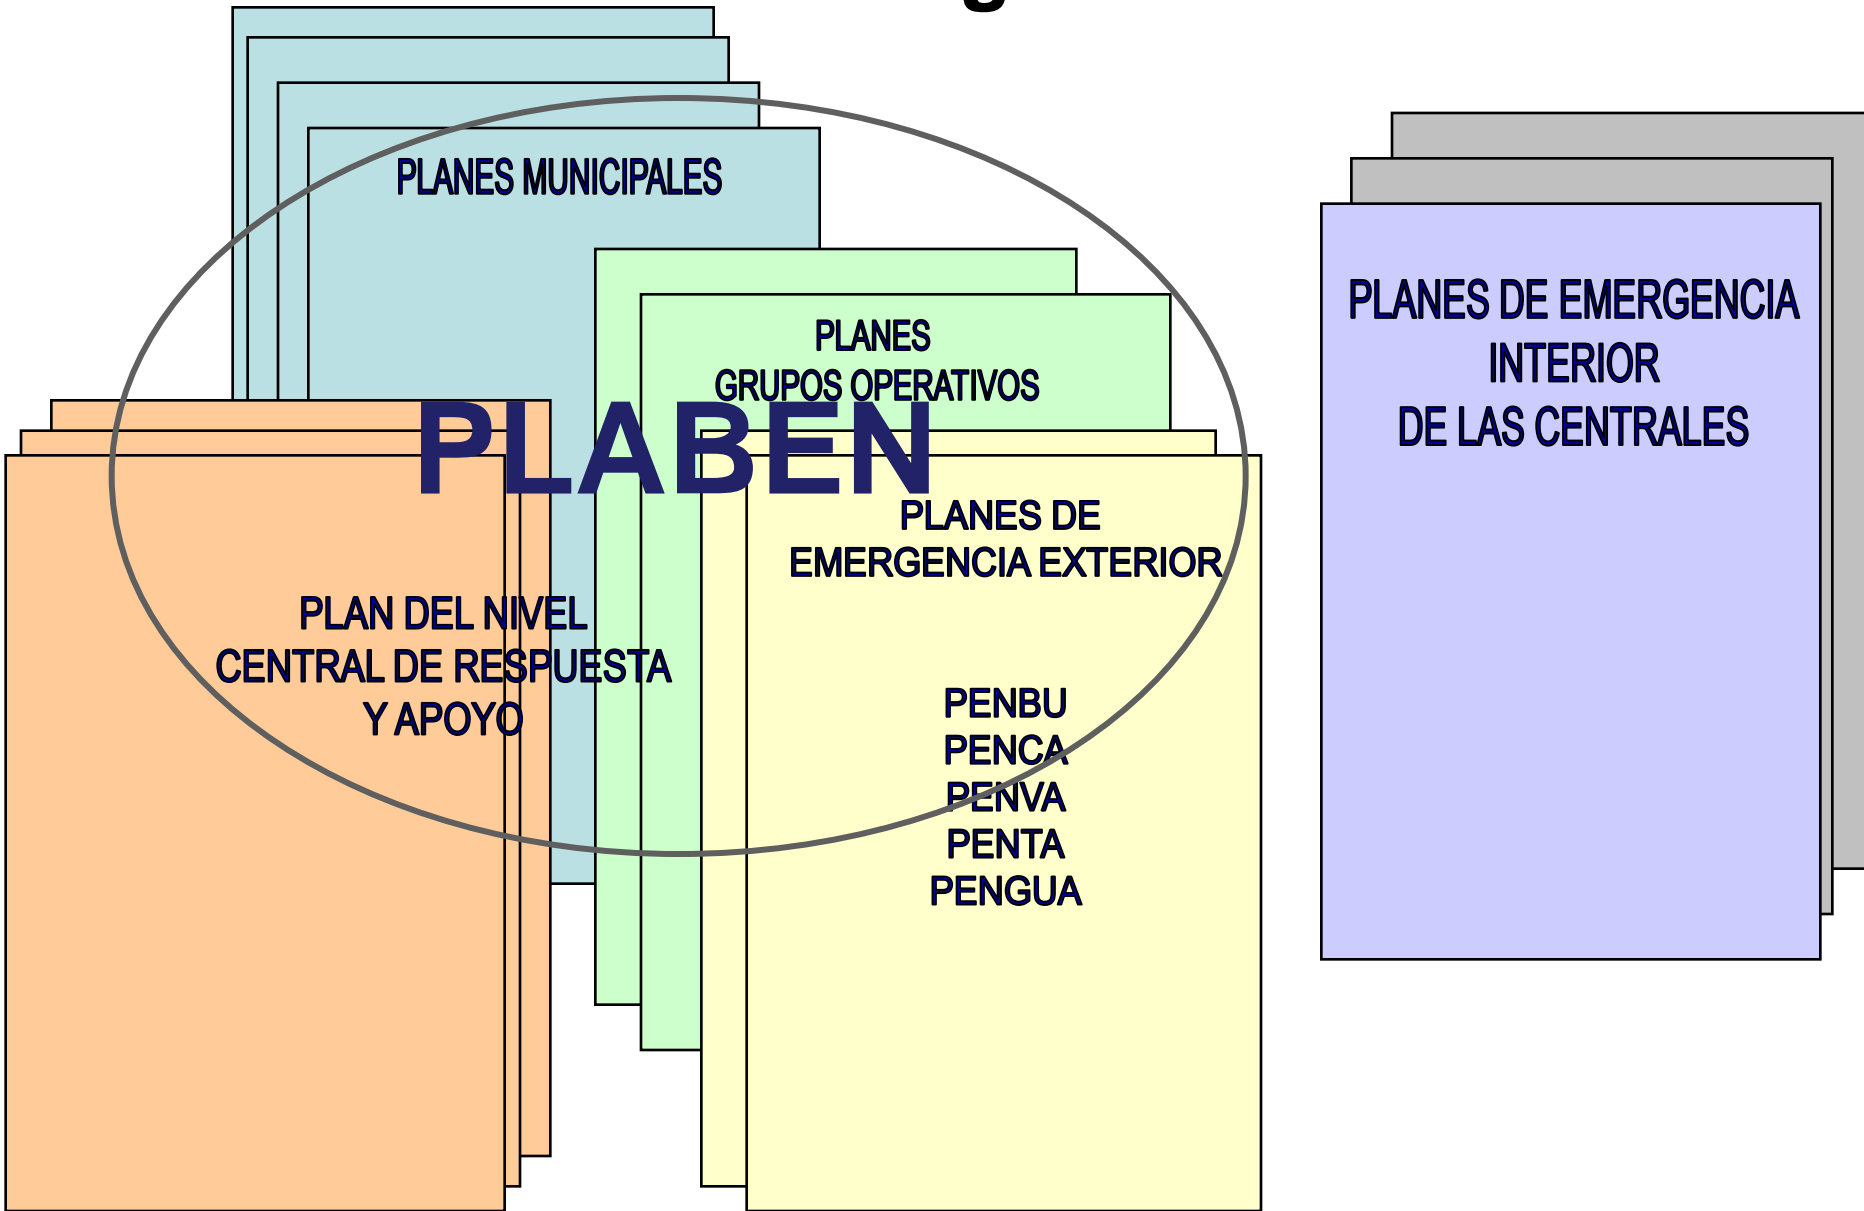 g
PLANES MUNICIPALES
PLANES
GRUPOS OPERATIVOS
PLABEN
PLANES DE
EMERGENCIA EXTERIOR
PLAN DEL NIVEL
CENTRAL DE RESPUESTA
Y APOYO
PENBU
PENCA
PENVA
PENTA
PENGUA
PLANES DE EMERGENCIA
INTERIOR
DE LAS CENTRALES